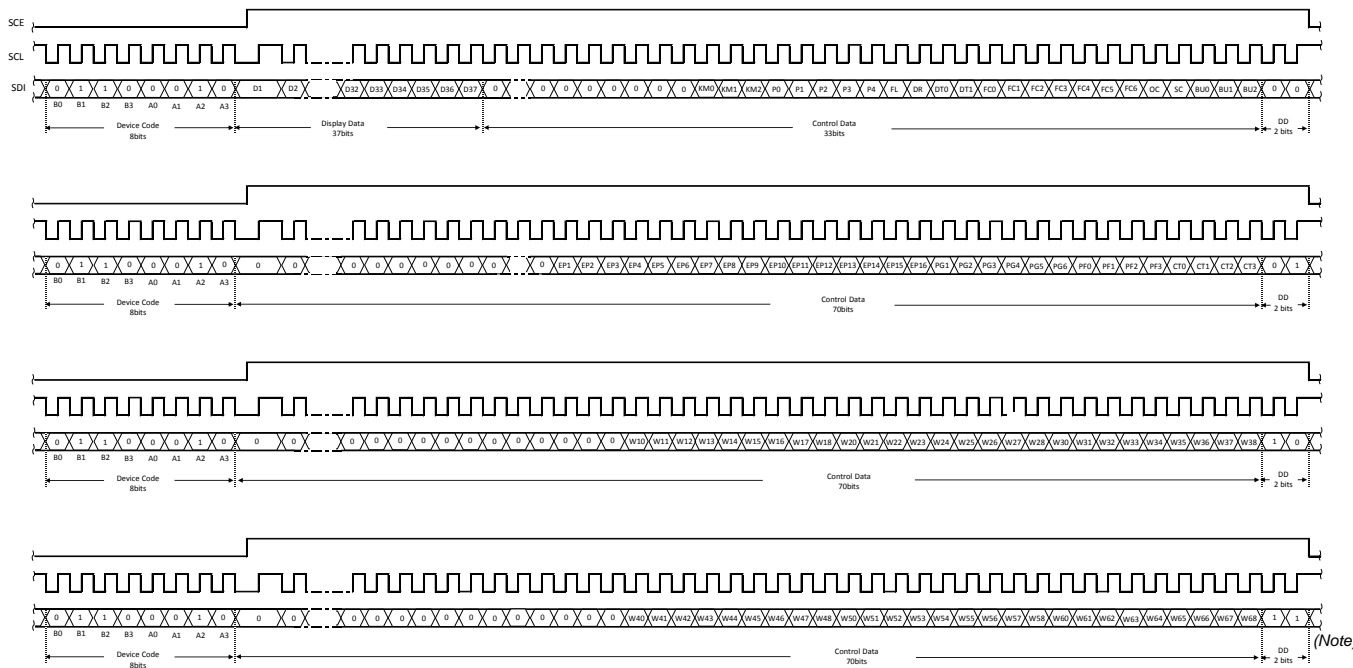 SCE
SCL
SDI 0 1 1 0 0 0 1 0 D1 D2 D32 D33 D34 D35 D36 D37 0 0 0 0 0 0 0 0 KM0 KM1 KM2 P0 P1 P2 P3 P4 FL DR DT0 DT1 FC0 FC1 FC2 FC3 FC4 FC5 FC6 OC SC BU0 BU1 BU2 0 0
B0 B1 B2 B3 A0 A1 A2 A3
Device Code Display Data Control Data DD
8bits 37bits 33bits 2 bits
0 1 1 0 0 0 1 0 0 0 0 0 0 0 0 0 0 0 EP1 EP2 EP3 EP4 EP5 EP6 EP7 EP8 EP9 EP10 EP11 EP12 EP13 EP14 EP15 EP16 PG1 PG2 PG3 PG4 PG5 PG6 PF0 PF1 PF2 PF3 CT0 CT1 CT2 CT3 0 1
B0 B1 B2 B3 A0 A1 A2 A3
Device Code Control Data DD
8bits 70bits 2 bits
0 1 1 0 0 0 1 0 0 0 0 0 0 0 0 0 0 0 0 0 0 0 W10 W11 W12 W13 W14 W15 W16 W17 W18 W20 W21 W22 W23 W24 W25 W26 W27 W28 W30 W31 W32 W33 W34 W35 W36 W37 W38 1 0
B0 B1 B2 B3 A0 A1 A2 A3
Device Code Control Data DD
8bits 70bits 2 bits
0 1 1 0 0 0 1 0 0 0 0 0 0 0 0 0 0 0 0 0 0 0 W40 W41 W42 W43 W44 W45 W46 W47 W48 W50 W51 W52 W53 W54 W55 W56 W57 W58 W60 W61 W62 W63 W64 W65 W66 W67 W68 1 1
B0 B1 B2 B3 A0 A1 A2 A3
Device Code Control Data DD (Note
8bits 70bits 2 bits